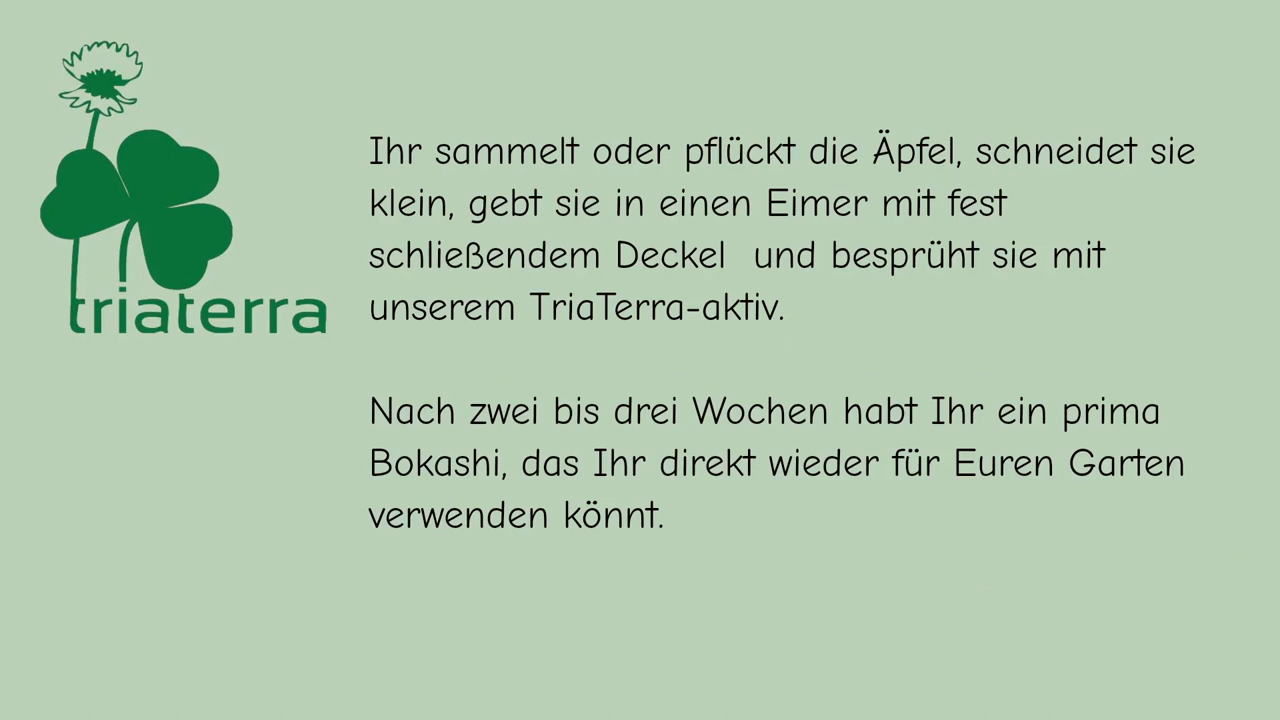 triaterra
Ihr sammelt oder pflückt die Äpfel, schneidet sie
klein, gebt sie in einen Eimer mit fest
schließendem Deckel  und besprüht sie mit
unserem TriaTerra-aktiv.
Nach zwei bis drei Wochen habt Ihr ein prima
Bokashi, das Ihr direkt wieder für Euren Garten
verwenden könnt.